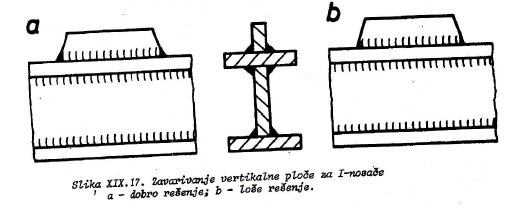 a
b
Slika XIX.17. Zavarivanje vertikalne ploče za I-nosače
a - dobro rešenje; b - loše rešenje.